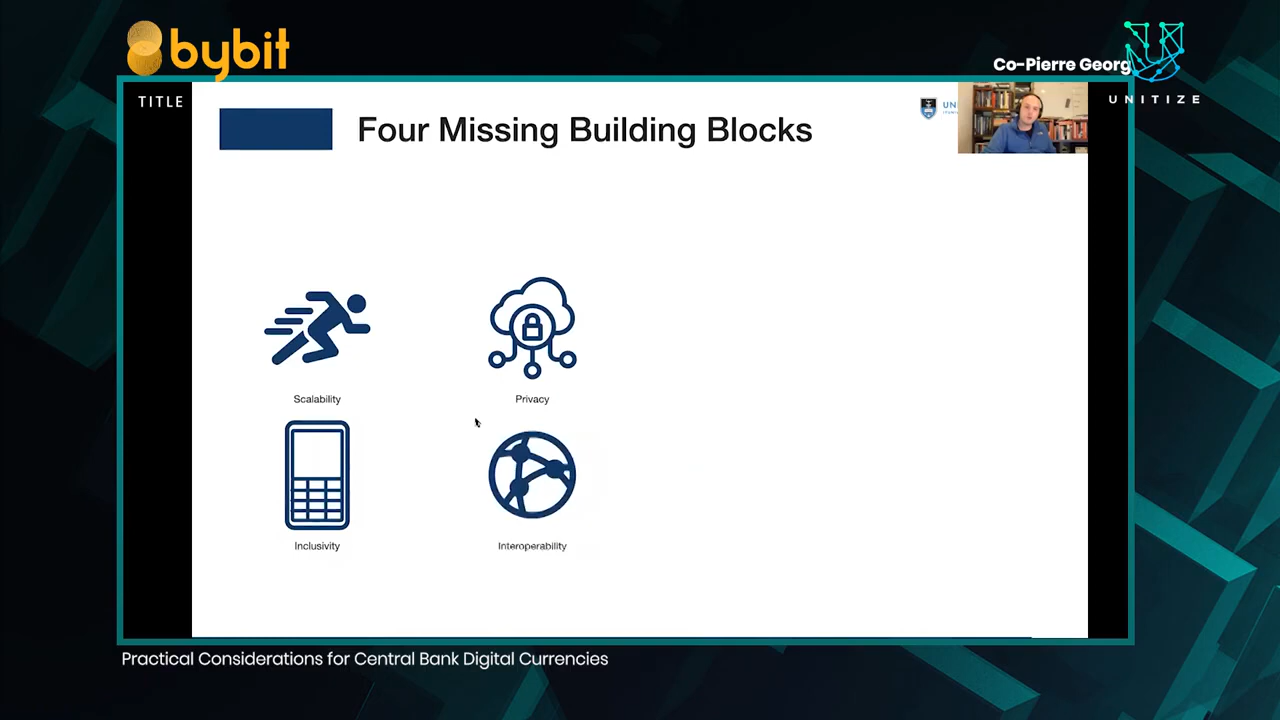 bybit
Co-Pierre Georg
UNITIZE
TITLE
UN
Four Missing Building Blocks
Scalability
Privacy
Inclusivity
Interoperability
Practical Considerations for Central Bank Digital Currencies